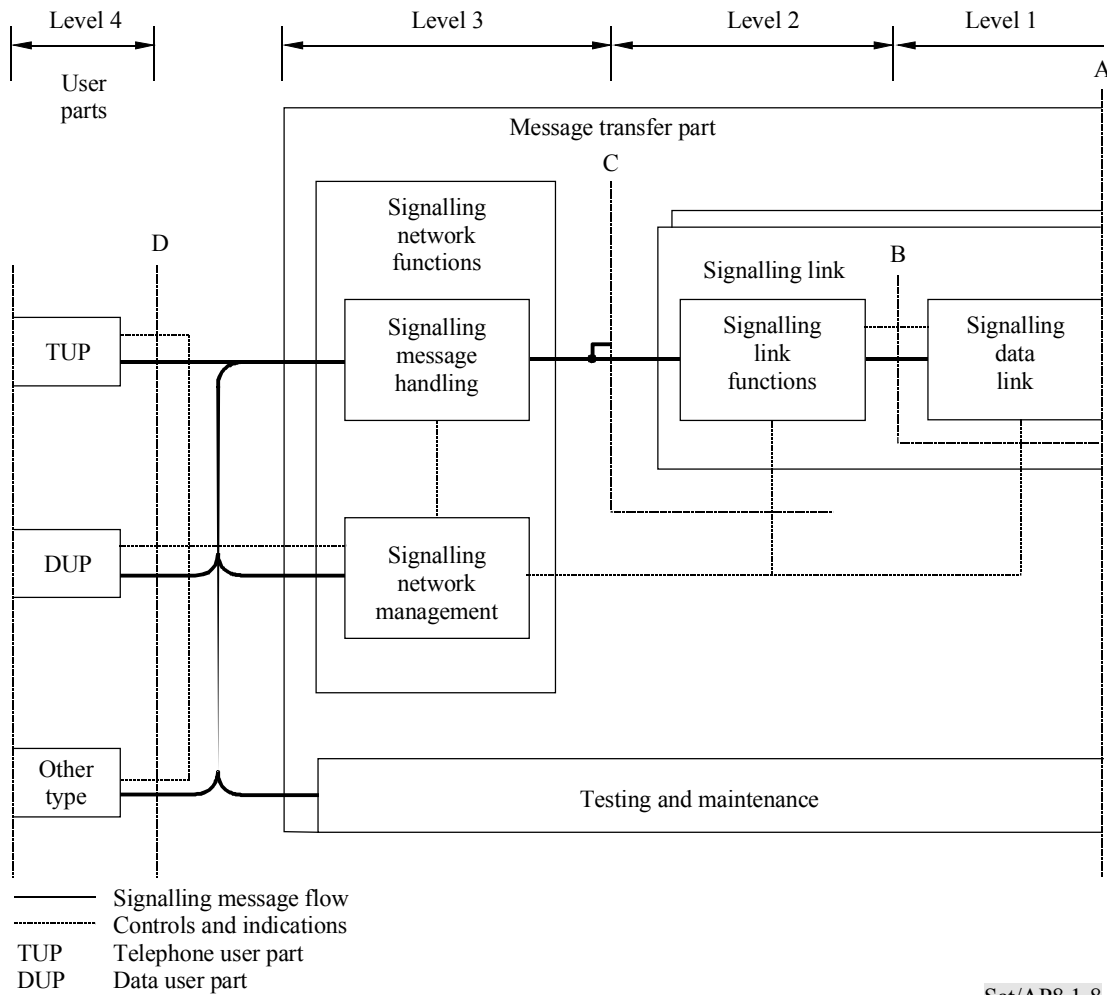 Level 4
Level 3
Level 2
Level 1
User
parts
A
Message transfer part
C
Signalling
network
functions
D
B
Signalling link
TUP
Signalling
message
handling
Signalling
link
functions
Signalling
data
link
DUP
Signalling
network
management
Other
type
Testing and maintenance
Signalling message flow
Controls and indications
TUP Telephone user part
DUP Data user part